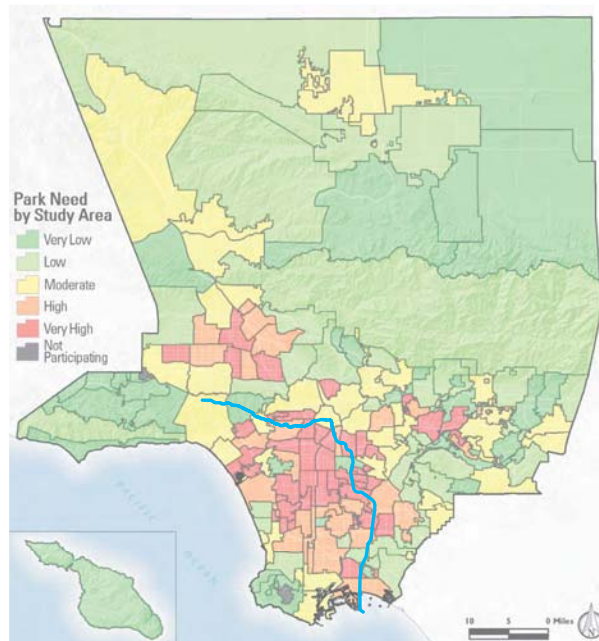 Park Need
by Study Area
Very Low
Low
Moderate
High
Very High
Not
Participating
PACIFIC
OCEAN
10 5 0 Miles
N